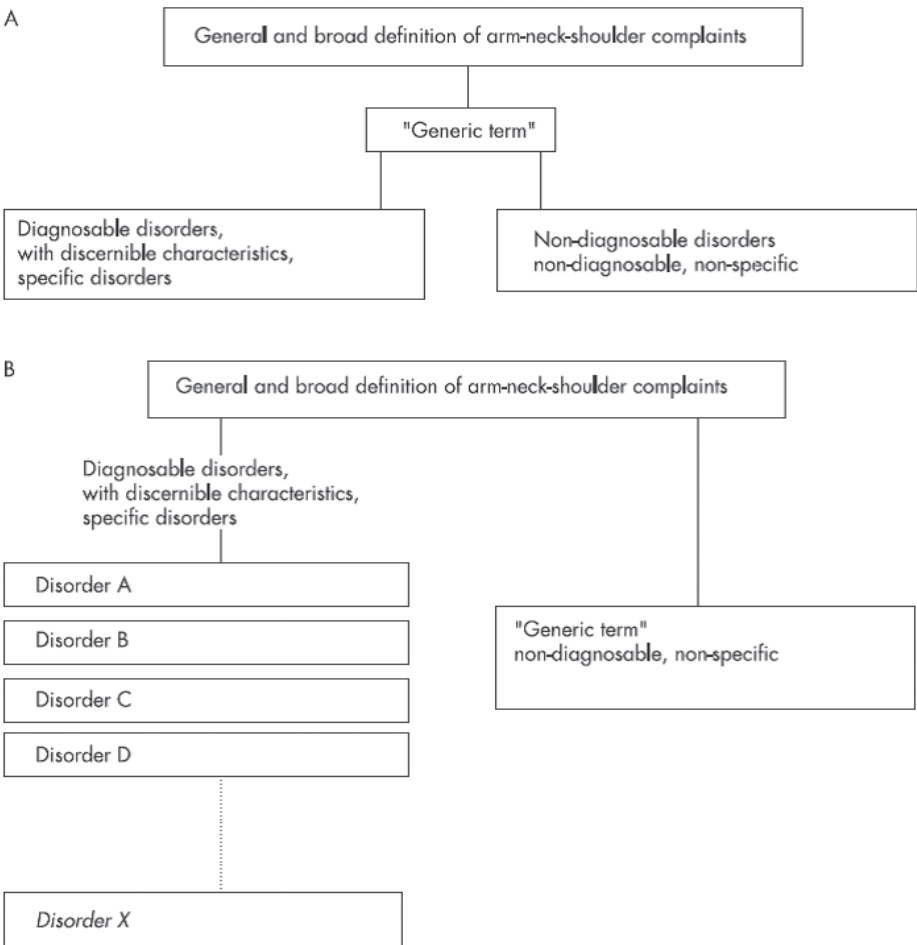 A
General and broad definition of arm-neck-shoulder complaints
"Generic term"
Diagnosable disorders,
with discernible characteristics,
specific disorders
Non-diagnosable disorders
non-diagnosable, non-specific
B
General and broad definition of arm-neck-shoulder complaints
Diagnosable disorders,
with discernible characteristics,
specific disorders
Disorder A
Disorder B
Disorder C
Disorder D
"Generic term"
non-diagnosable, non-specific
Disorder X